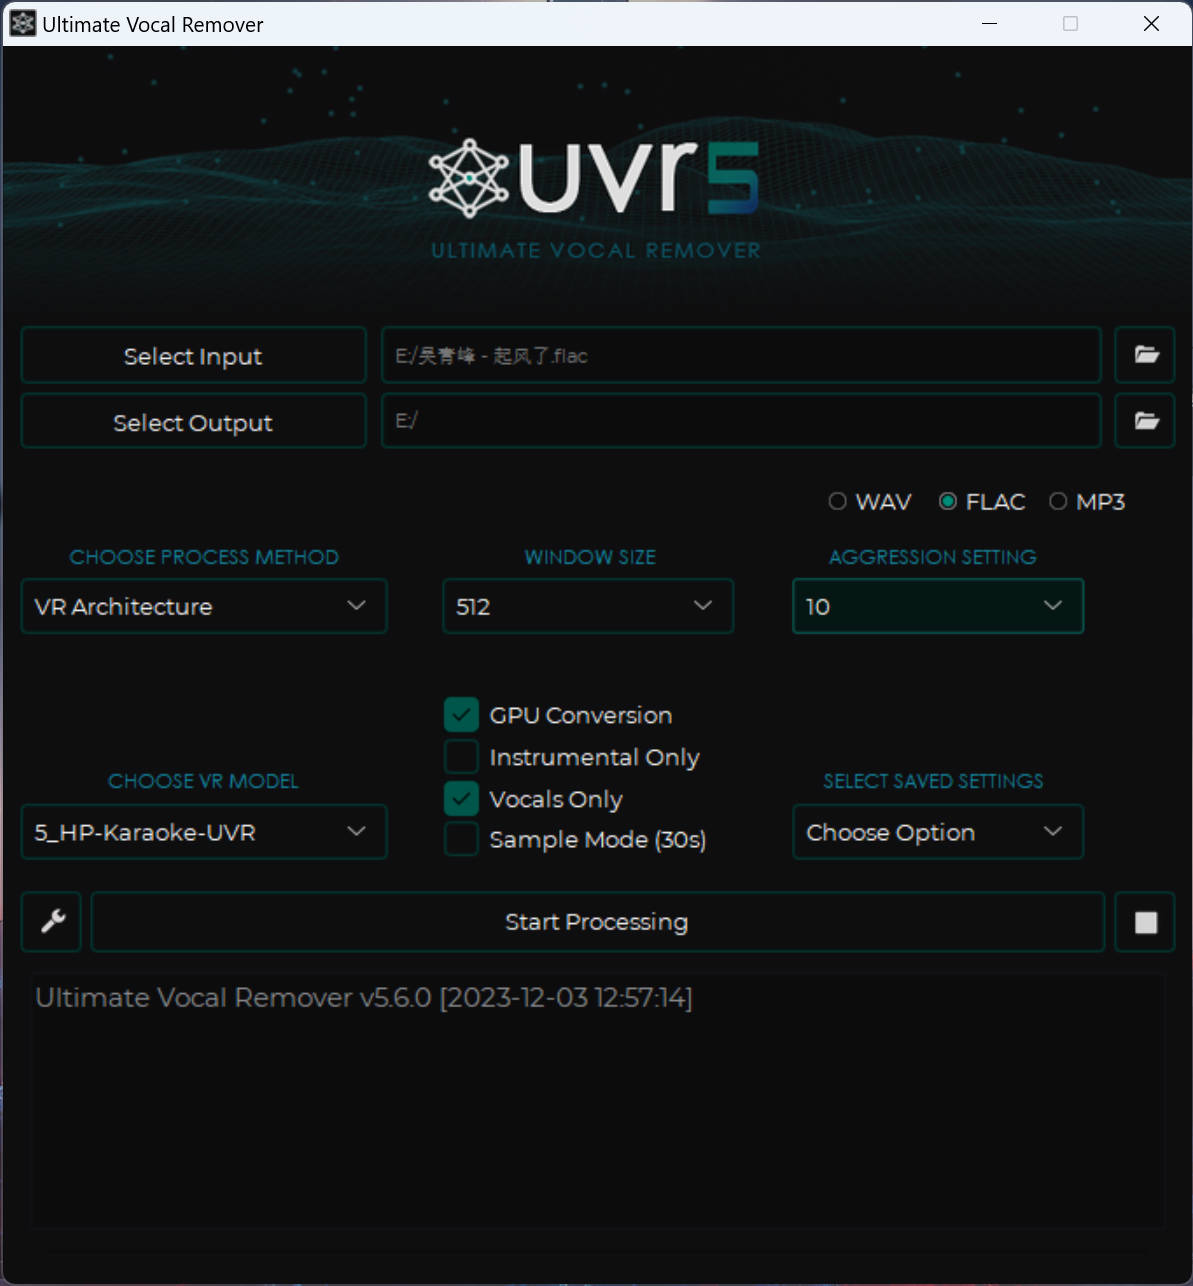 Ultimate Vocal Remover
uvr5
ULTIMATE VOCAL REMOVER
Select Input
E:/吴青峰 - 起风了.flac
Select Output
E:/
WAV FLAC MP3
CHOOSE PROCESS METHOD WINDOW SIZE AGGRESSION SETTING
VR Architecture 512 10
GPU Conversion
Instrumental Only
CHOOSE VR MODEL
Vocals Only
SELECT SAVED SETTINGS
5_HP-Karaoke-UVR
Sample Mode (30s)
Choose Option
Start Processing
Ultimate Vocal Remover v5.6.0 [2023-12-03 12:57:14]